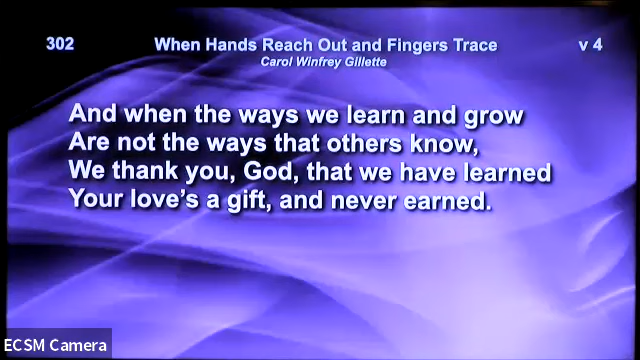 302 When Hands Reach Out and Fingers Trace v 4
Carol Winfrey Gillette
And when the ways we learn and grow
Are not the ways that others know,
We thank you, God, that we have learned
Your love's a gift, and never earned.
ECSM Camera